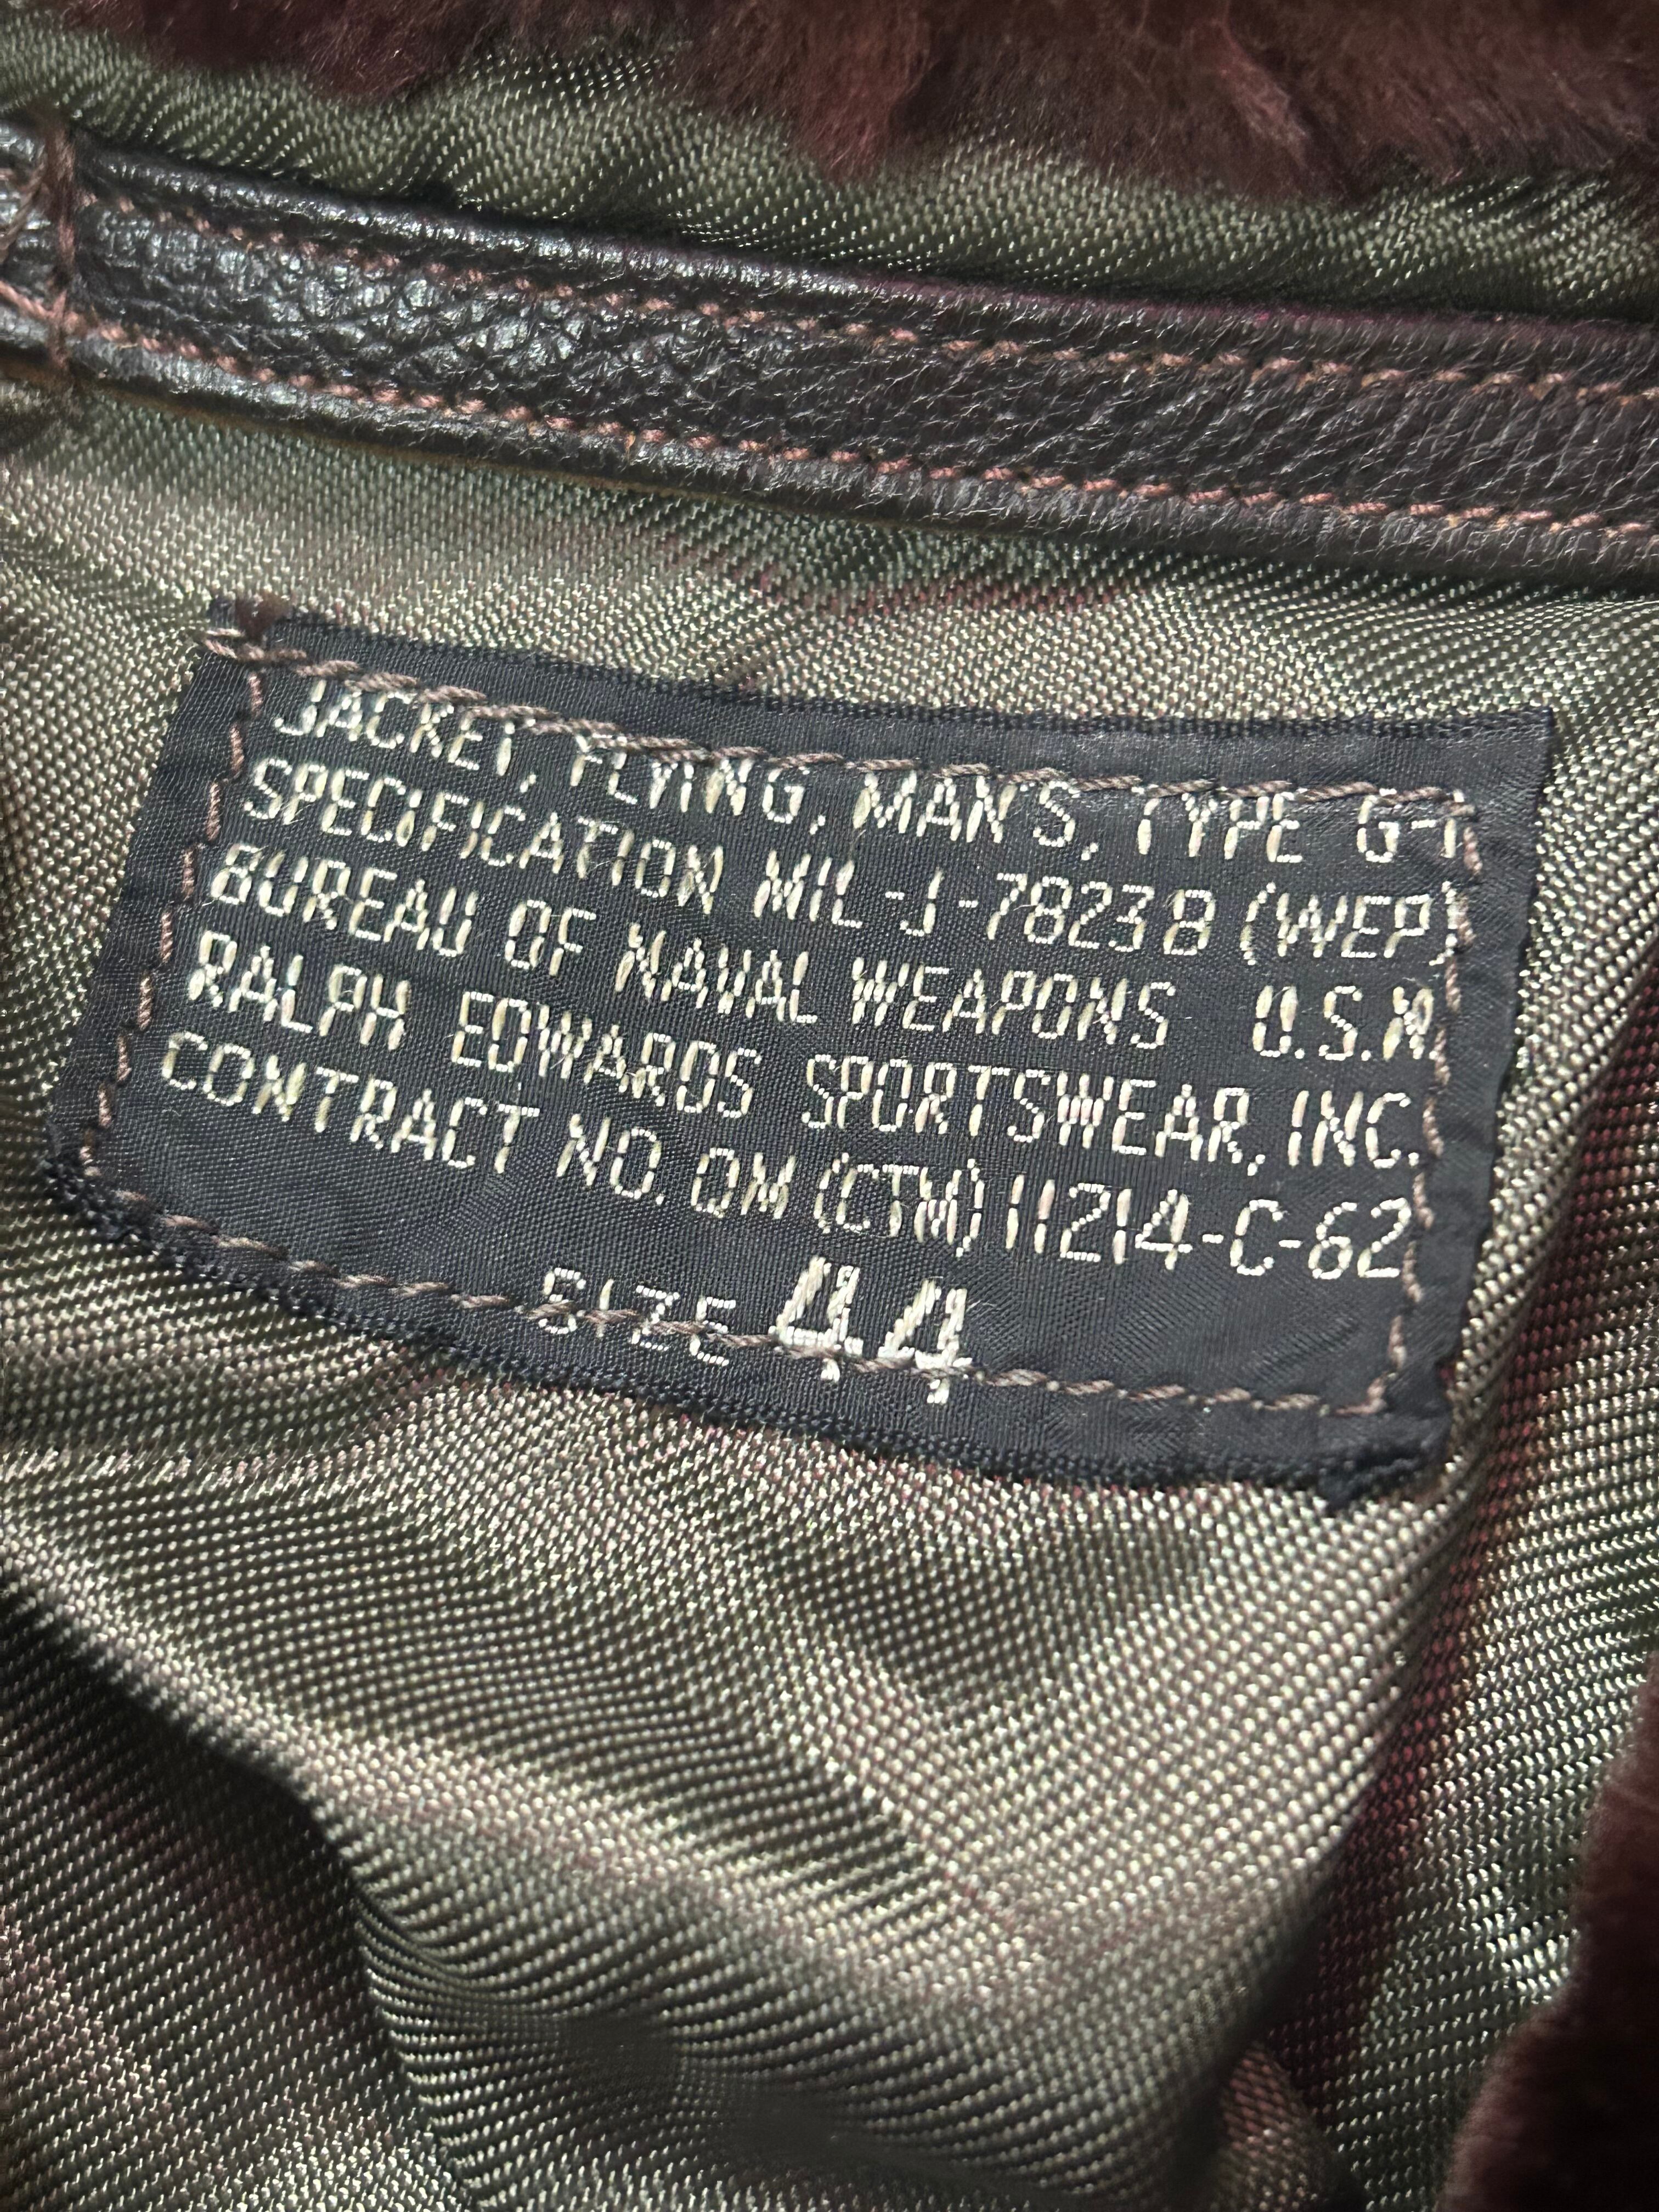 JACKET, FLYING, MAN'S, TYPE G-1
SPECIFICATION MIL-J-7823B (WEP)
BUREAU OF NAVAL WEAPONS U.S.N.
RALPH EDWARDS SPORTSWEAR, INC.
CONTRACT NO. QM (CTM) 11214-C-62
SIZE 44